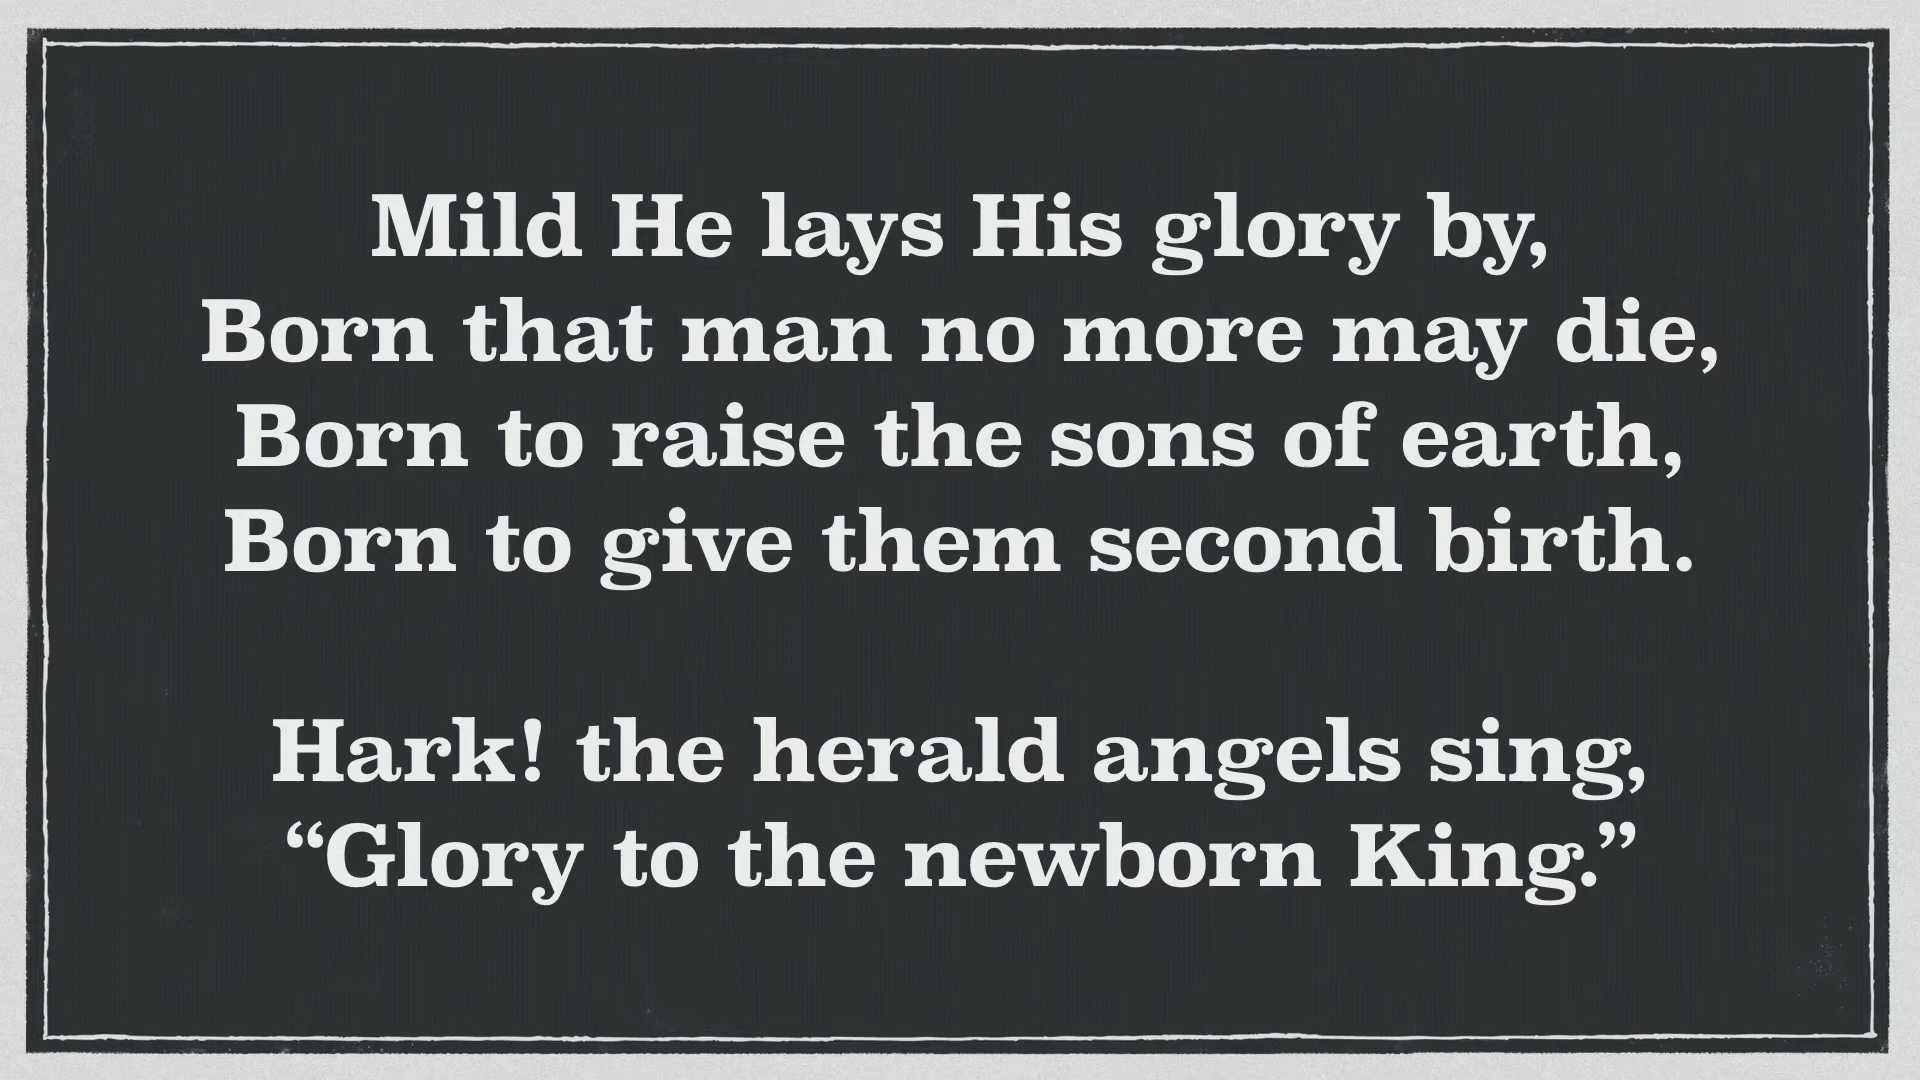 Mild He lays His glory by,
Born that man no more may die,
Born to raise the sons of earth,
Born to give them second birth.
Hark! the herald angels sing,
“Glory to the newborn King.”